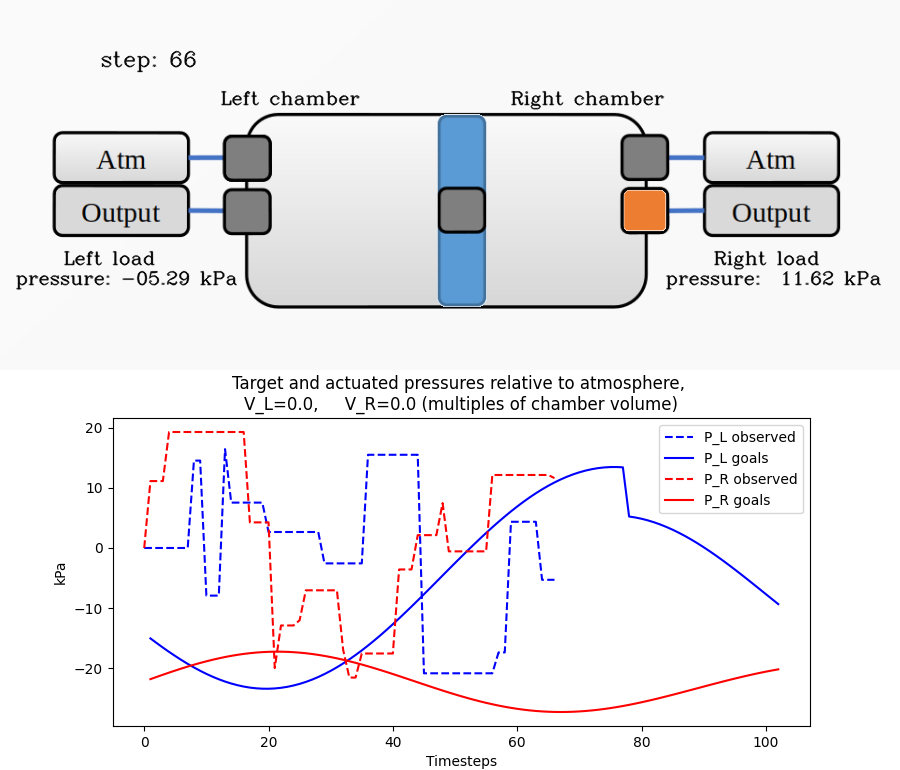 step: 66
Left chamber
Right chamber
Atm
Atm
Output
Output
Left load
pressure: -05.29 kPa
Right load
pressure:  11.62 kPa
Target and actuated pressures relative to atmosphere,
V_L=0.0,     V_R=0.0 (multiples of chamber volume)
20
10
0
−10
−20
kPa
P_L observed
P_L goals
P_R observed
P_R goals
0
20
40
60
80
100
Timesteps